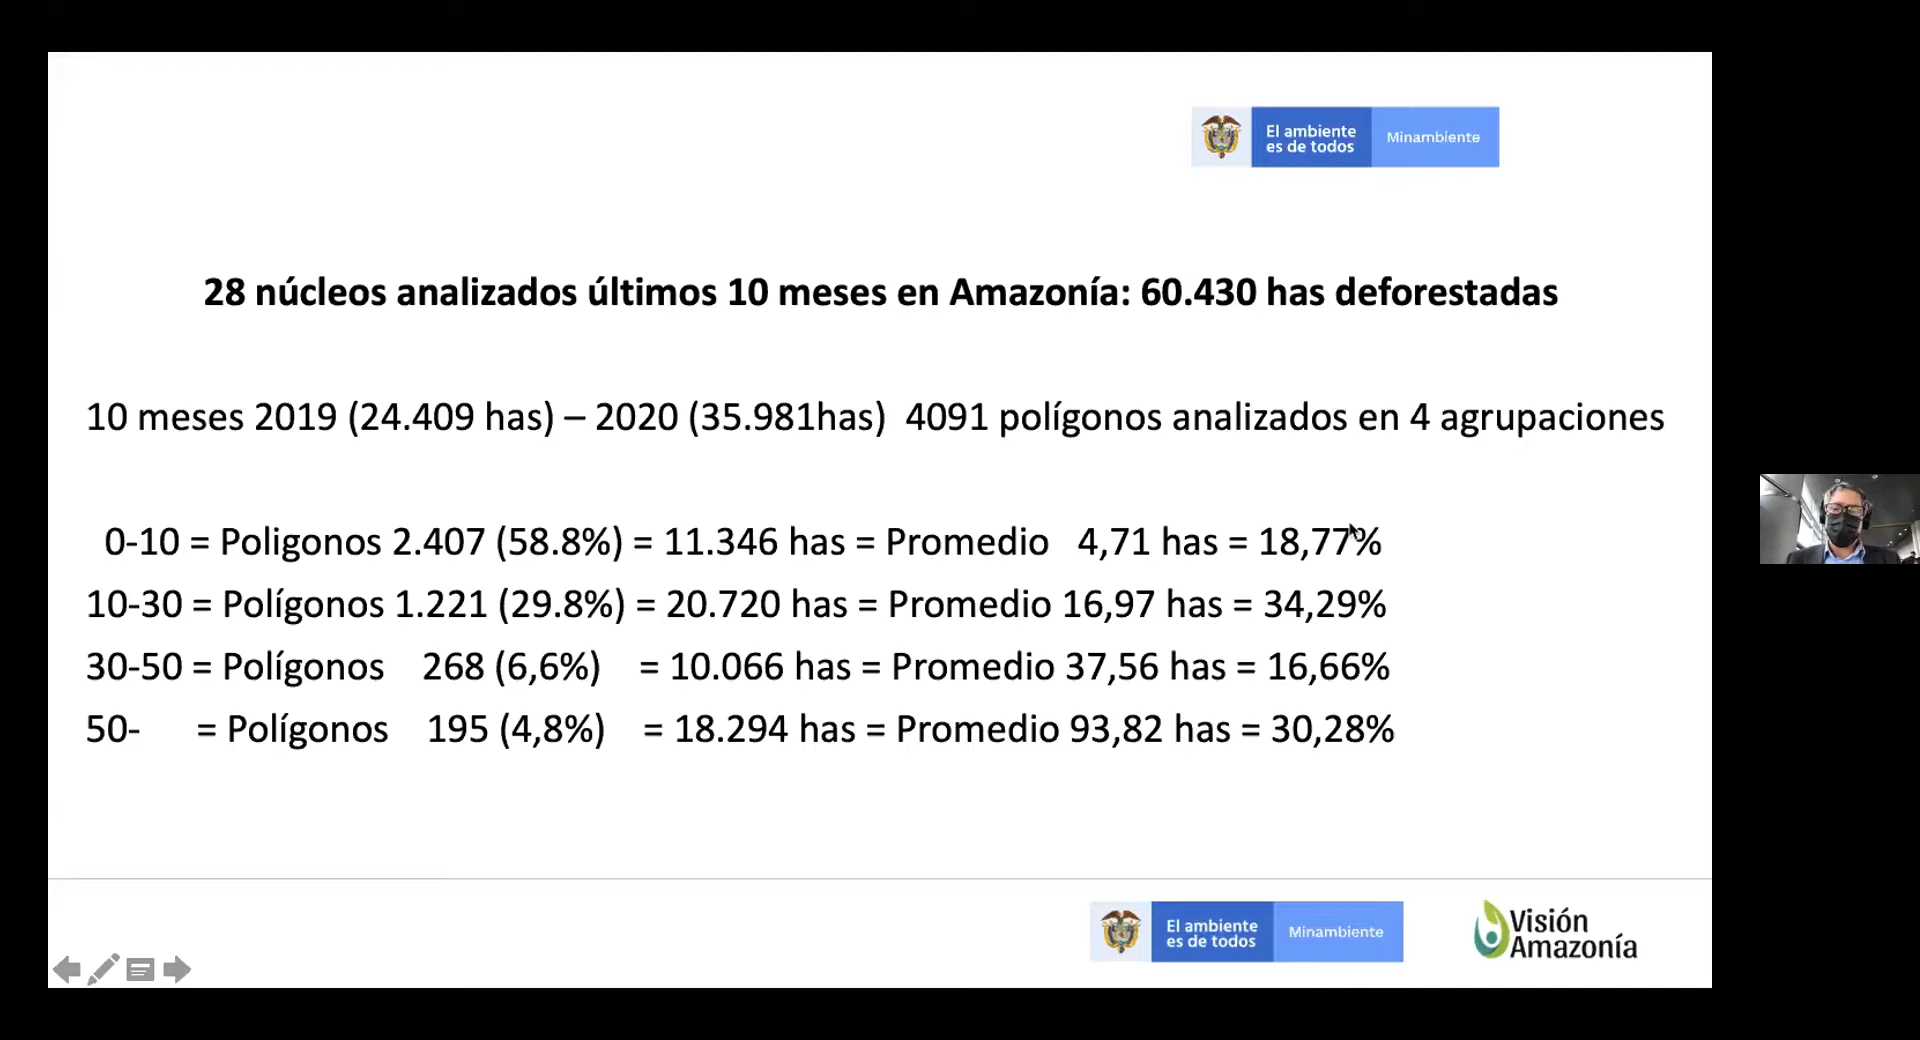 El ambiente
es de todos
Minambiente
28 núcleos analizados últimos 10 meses en Amazonía: 60.430 has deforestadas
10 meses 2019 (24.409 has) – 2020 (35.981has)  4091 polígonos analizados en 4 agrupaciones
0-10 = Poligonos 2.407 (58.8%) = 11.346 has = Promedio   4,71 has = 18,77%
10-30 = Polígonos 1.221 (29.8%) = 20.720 has = Promedio 16,97 has = 34,29%
30-50 = Polígonos    268 (6,6%)    = 10.066 has = Promedio 37,56 has = 16,66%
50-      = Polígonos    195 (4,8%)    = 18.294 has = Promedio 93,82 has = 30,28%
El ambiente
es de todos
Minambiente
Visión
Amazonía